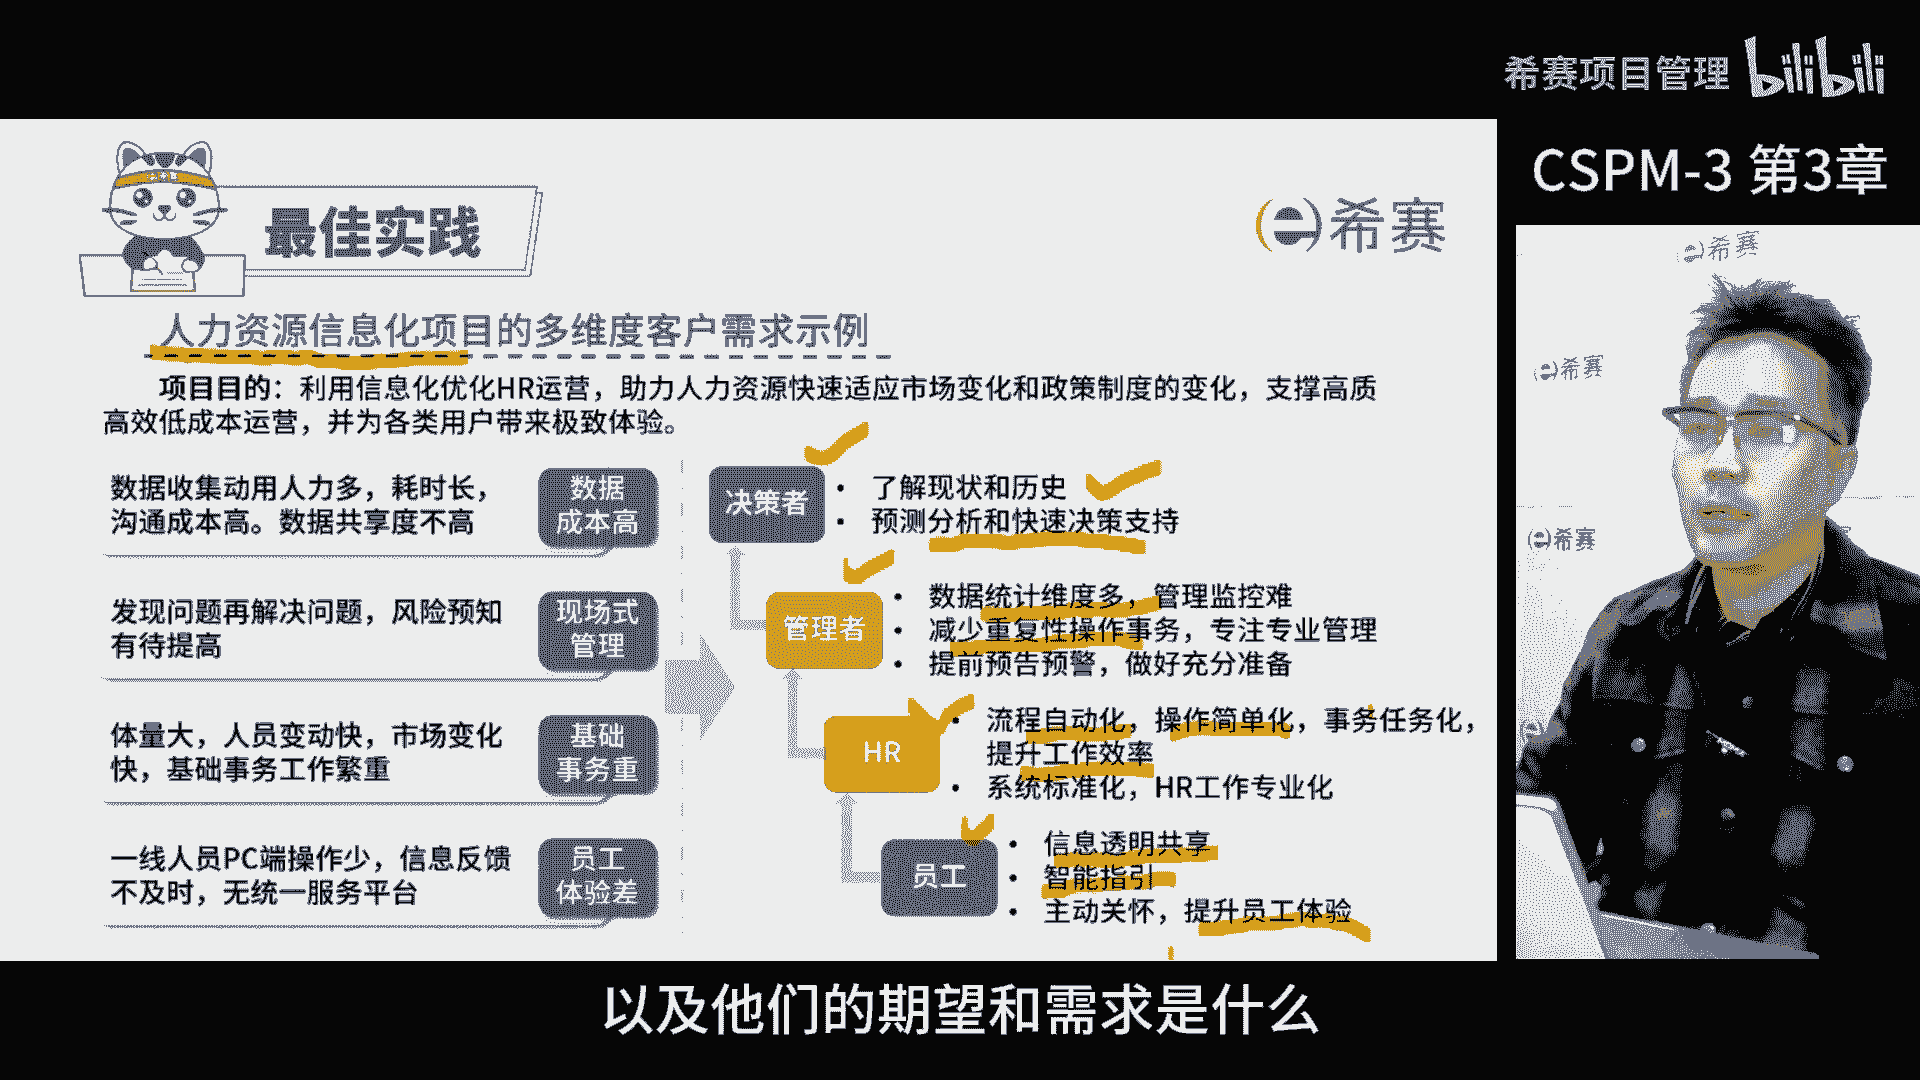 希赛项目管理 bilibili
CSPM-3 第3章
最佳实践
希赛
人力资源信息化项目的多维度客户需求示例
项目目的：利用信息化优化HR运营，助力人力资源快速适应市场变化和政策制度的变化，支撑高质
高效低成本运营，并为各类用户带来极致体验。
数据收集动用人力多，耗时长，
沟通成本高。数据共享度不高
数据
成本高
发现问题再解决问题，风险预知
有待提高
现场式
管理
体量大，人员变动快，市场变化
快，基础事务工作繁重
基础
事务重
一线人员PC端操作少，信息反馈
不及时，无统一服务平台
员工
体验差
决策者
• 了解现状和历史
• 预测分析和快速决策支持
管理者
• 数据统计维度多，管理监控难
• 减少重复性操作事务，专注专业管理
• 提前预告预警，做好充分准备
HR
• 流程自动化，操作简单化，事务任务化，
提升工作效率
• 系统标准化，HR工作专业化
员工
• 信息透明共享
• 智能指引
• 主动关怀，提升员工体验
希赛
希赛
希赛
以及他们的期望和需求是什么